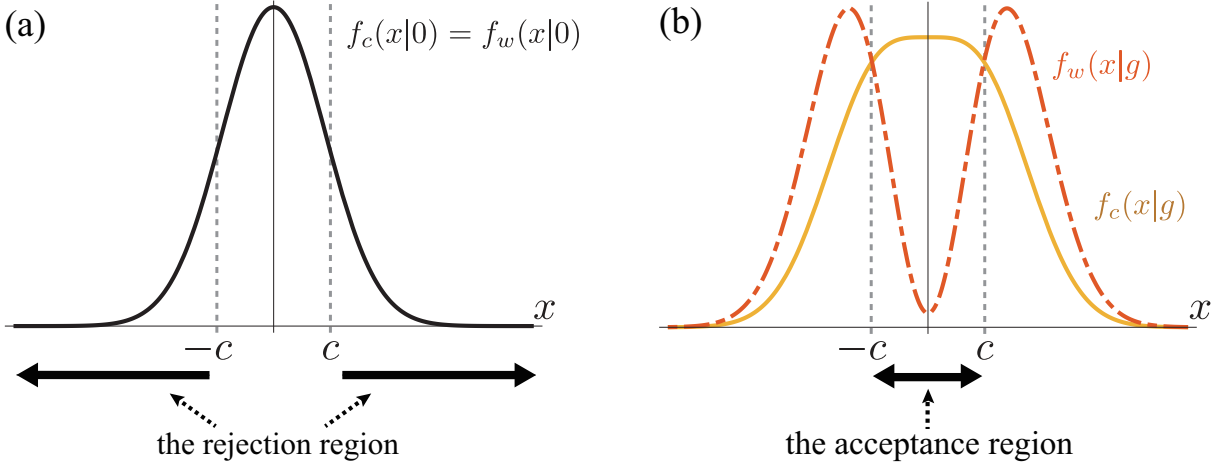 (a)
f_c(x|0) = f_w(x|0)
x
−c
c
the rejection region
(b)
f_w(x|g)
f_c(x|g)
x
−c
c
the acceptance region